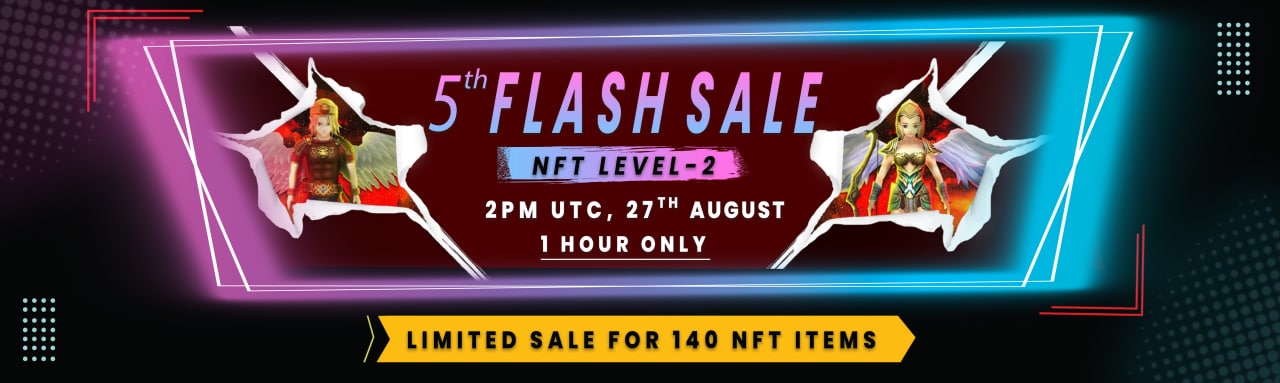 5th FLASH SALE
NFT LEVEL-2
2PM UTC, 27TH AUGUST
1 HOUR ONLY
LIMITED SALE FOR 140 NFT ITEMS